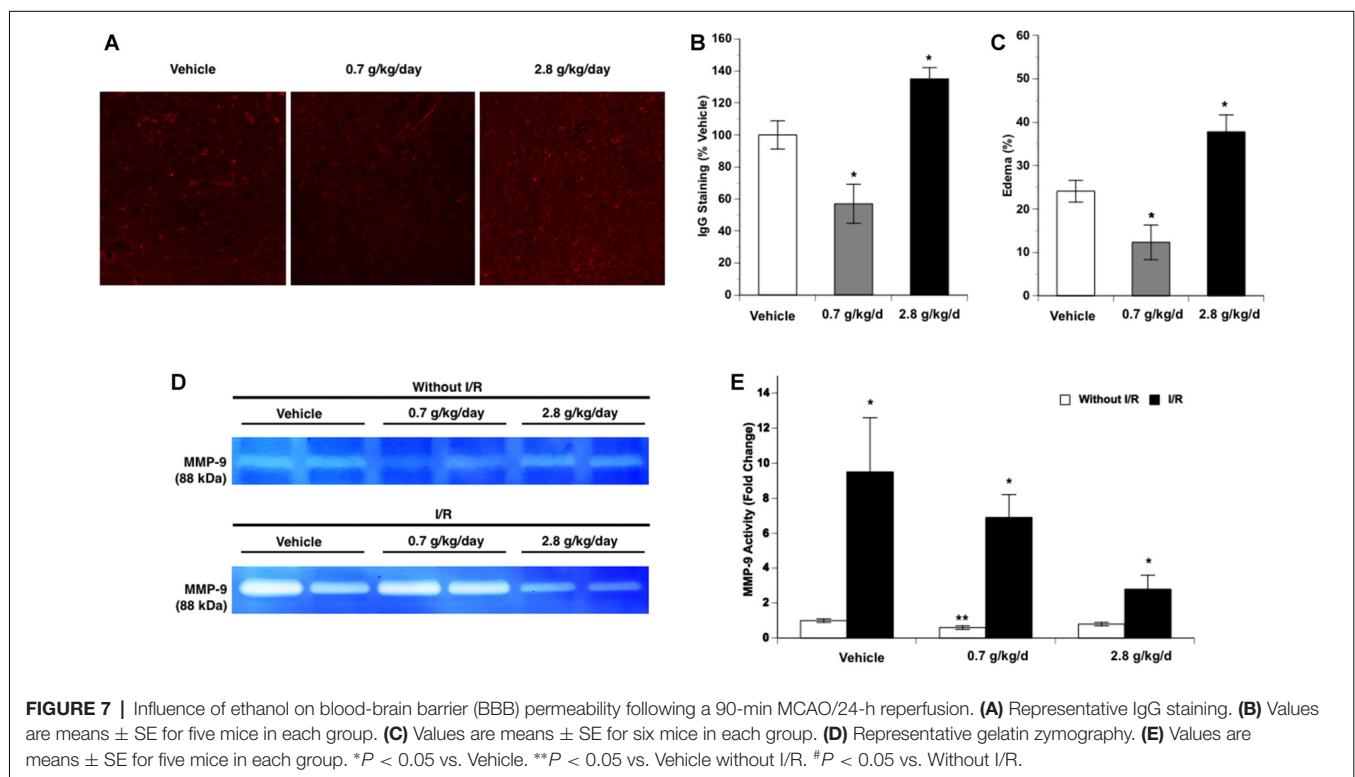 A
Vehicle 0.7 g/kg/day 2.8 g/kg/day
B
IgG Staining (% Vehicle)
160
140
120
100
80
60
40
20
0
*
*
Vehicle 0.7 g/kg/d 2.8 g/kg/d
C
Edema (%)
60
50
40
30
20
10
0
*
*
Vehicle 0.7 g/kg/d 2.8 g/kg/d
D
Without I/R
Vehicle 0.7 g/kg/day 2.8 g/kg/day
MMP-9
(88 kDa)
I/R
Vehicle 0.7 g/kg/day 2.8 g/kg/day
MMP-9
(88 kDa)
E
MMP-9 Activity (Fold Change)
14
12
10
8
6
4
2
0
Without I/R I/R
*
**
*
*
Vehicle 0.7 g/kg/d 2.8 g/kg/d
FIGURE 7 | Influence of ethanol on blood-brain barrier (BBB) permeability following a 90-min MCAO/24-h reperfusion. (A) Representative IgG staining. (B) Values
are means ± SE for five mice in each group. (C) Values are means ± SE for six mice in each group. (D) Representative gelatin zymography. (E) Values are
means ± SE for five mice in each group. *P < 0.05 vs. Vehicle. **P < 0.05 vs. Vehicle without I/R. #P < 0.05 vs. Without I/R.